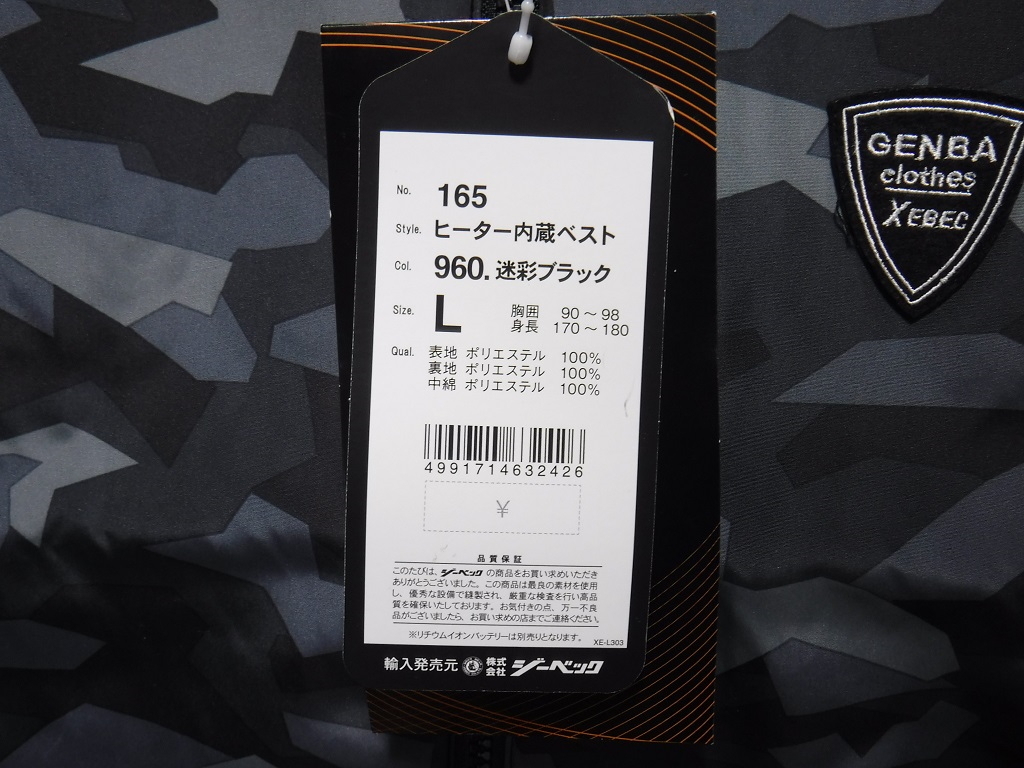 No. 165
Style. ヒーター内蔵ベスト
Col. 960. 迷彩ブラック
Size. L 胸囲 90 ～ 98
身長 170 ～ 180
Qual. 表地 ポリエステル 100%
裏地 ポリエステル 100%
中綿 ポリエステル 100%
4991714632426
¥
品質保証
このたびは、ジーベックの商品をお買い求めいただき
ありがとうございました。この商品は最良の素材を使用
し、優秀な設備で縫製され、厳重な検査を行い高品
質を確保いたしております。お気付きの点、万一不良
品がございましたら、お買い求めの店までご連絡ください。
※リチウムイオンバッテリーは別売りとなります。
XE-L303
輸入発売元 株式会社 ジーベック
GENBA
clothes
XEBEC